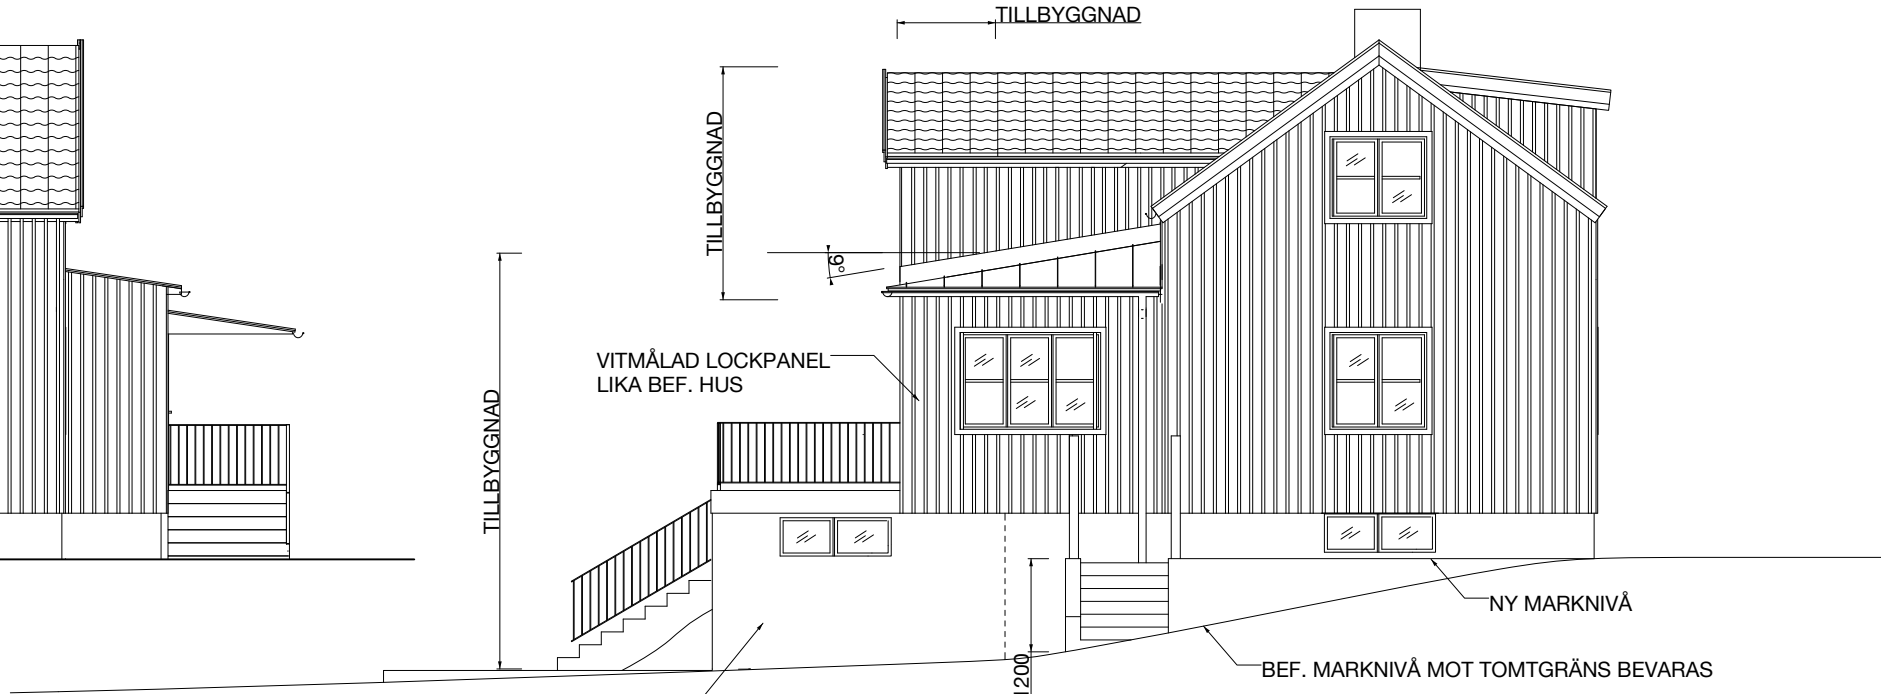 TILLBYGGNAD
TILLBYGGNAD
6°
VITMÅLAD LOCKPANEL
LIKA BEF. HUS
TILLBYGGNAD
NY MARKNIVÅ
BEF. MARKNIVÅ MOT TOMTGRÄNS BEVARAS
1200